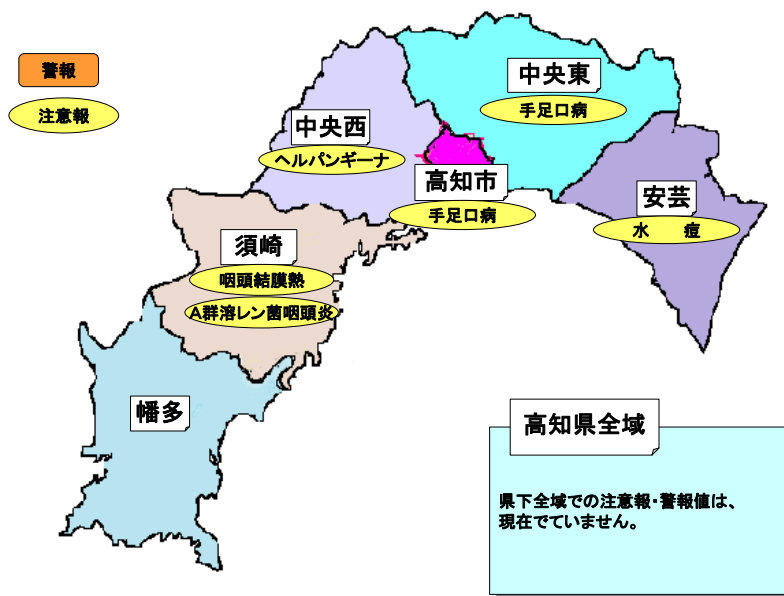 警報
注意報
中央東
手足口病
中央西
ヘルパンギーナ
高知市
手足口病
安芸
水　痘
須崎
咽頭結膜熱
A群溶レン菌咽頭炎
幡多
高知県全域
県下全域での注意報・警報値は、
現在でていません。